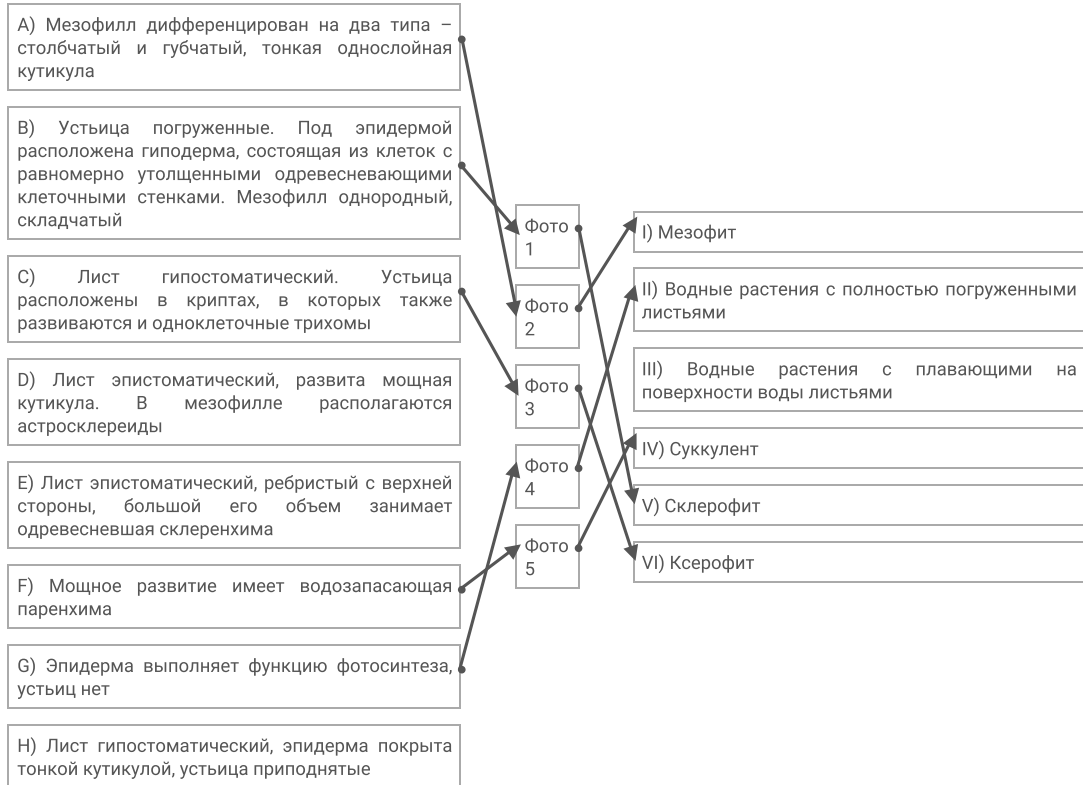 A) Мезофилл дифференцирован на два типа –
столбчатый и губчатый, тонкая однослойная
кутикула
B) Устьица погруженные. Под эпидермой
расположена гиподерма, состоящая из клеток с
равномерно утолщенными одревесневающими
клеточными стенками. Мезофилл однородный,
складчатый
C) Лист гипостоматический. Устьица
расположены в криптах, в которых также
развиваются и одноклеточные трихомы
D) Лист эпистоматический, развита мощная
кутикула. В мезофилле располагаются
астросклереиды
E) Лист эпистоматический, ребристый с верхней
стороны, большой его объем занимает
одревесневшая склеренхима
F) Мощное развитие имеет водозапасающая
паренхима
G) Эпидерма выполняет функцию фотосинтеза,
устьиц нет
H) Лист гипостоматический, эпидерма покрыта
тонкой кутикулой, устьица приподнятые
Фото
1
Фото
2
Фото
3
Фото
4
Фото
5
I) Мезофит
II) Водные растения с полностью погруженными
листьями
III) Водные растения с плавающими на
поверхности воды листьями
IV) Суккулент
V) Склерофит
VI) Ксерофит